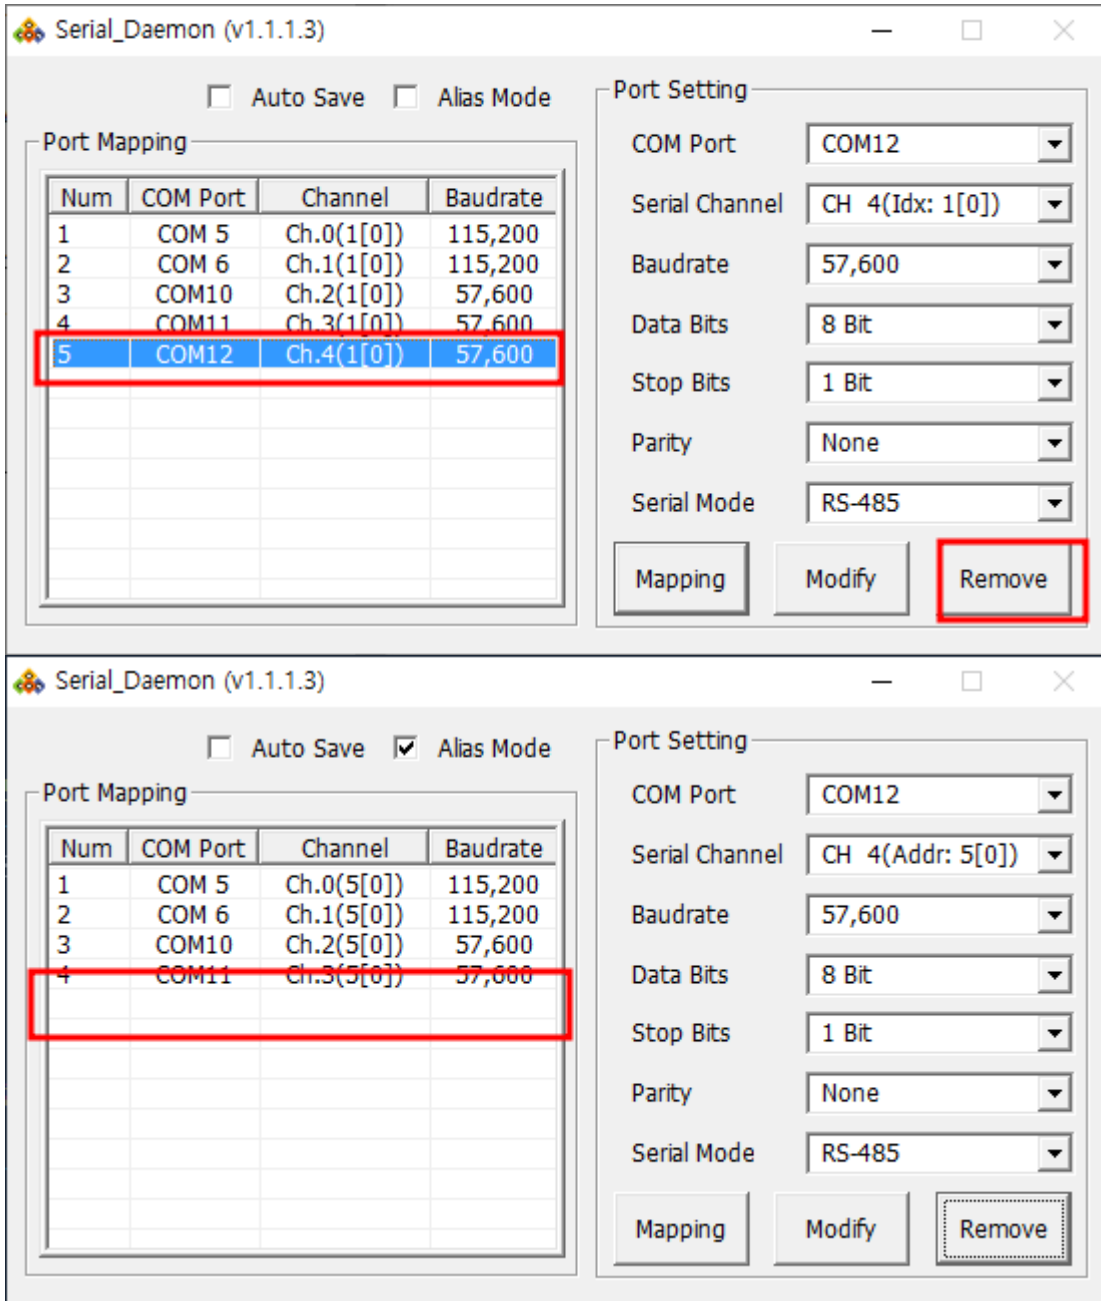 Serial_Daemon (v1.1.1.3)
Auto Save Alias Mode
Port Mapping
Num COM Port Channel Baudrate
1 COM 5 Ch.0(1[0]) 115,200
2 COM 6 Ch.1(1[0]) 115,200
3 COM10 Ch.2(1[0]) 57,600
4 COM11 Ch.3(1[0]) 57,600
5 COM12 Ch.4(1[0]) 57,600
Port Setting
COM Port COM12
Serial Channel CH 4(Idx: 1[0])
Baudrate 57,600
Data Bits 8 Bit
Stop Bits 1 Bit
Parity None
Serial Mode RS-485
Mapping Modify Remove
Serial_Daemon (v1.1.1.3)
Auto Save Alias Mode
Port Mapping
Num COM Port Channel Baudrate
1 COM 5 Ch.0(5[0]) 115,200
2 COM 6 Ch.1(5[0]) 115,200
3 COM10 Ch.2(5[0]) 57,600
4 COM11 Ch.3(5[0]) 57,600
Port Setting
COM Port COM12
Serial Channel CH 4(Addr: 5[0])
Baudrate 57,600
Data Bits 8 Bit
Stop Bits 1 Bit
Parity None
Serial Mode RS-485
Mapping Modify Remove